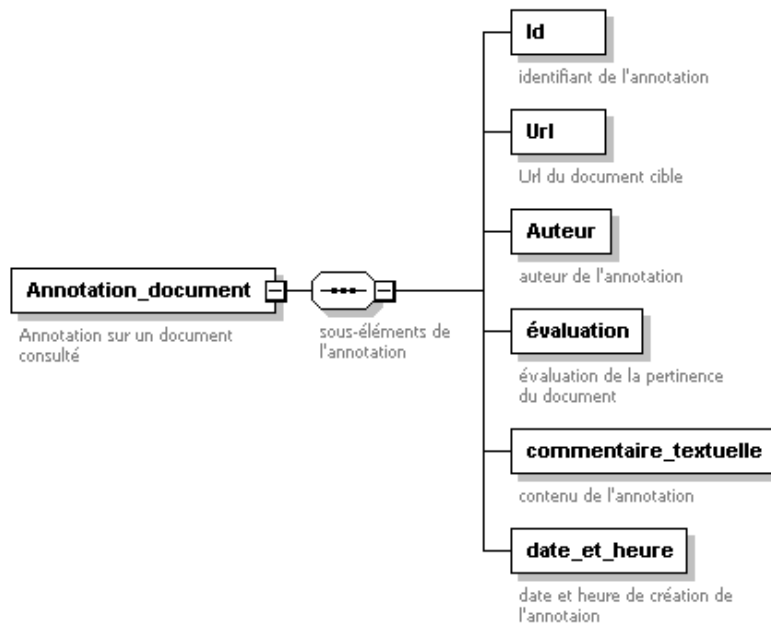 Id
identifiant de l'annotation
Url
Url du document cible
Auteur
auteur de l'annotation
Annotation_document
Annotation sur un document
consulté
sous-éléments de
l'annotation
évaluation
évaluation de la pertinence
du document
commentaire_textuelle
contenu de l'annotation
date_et_heure
date et heure de création de
l'annotaion